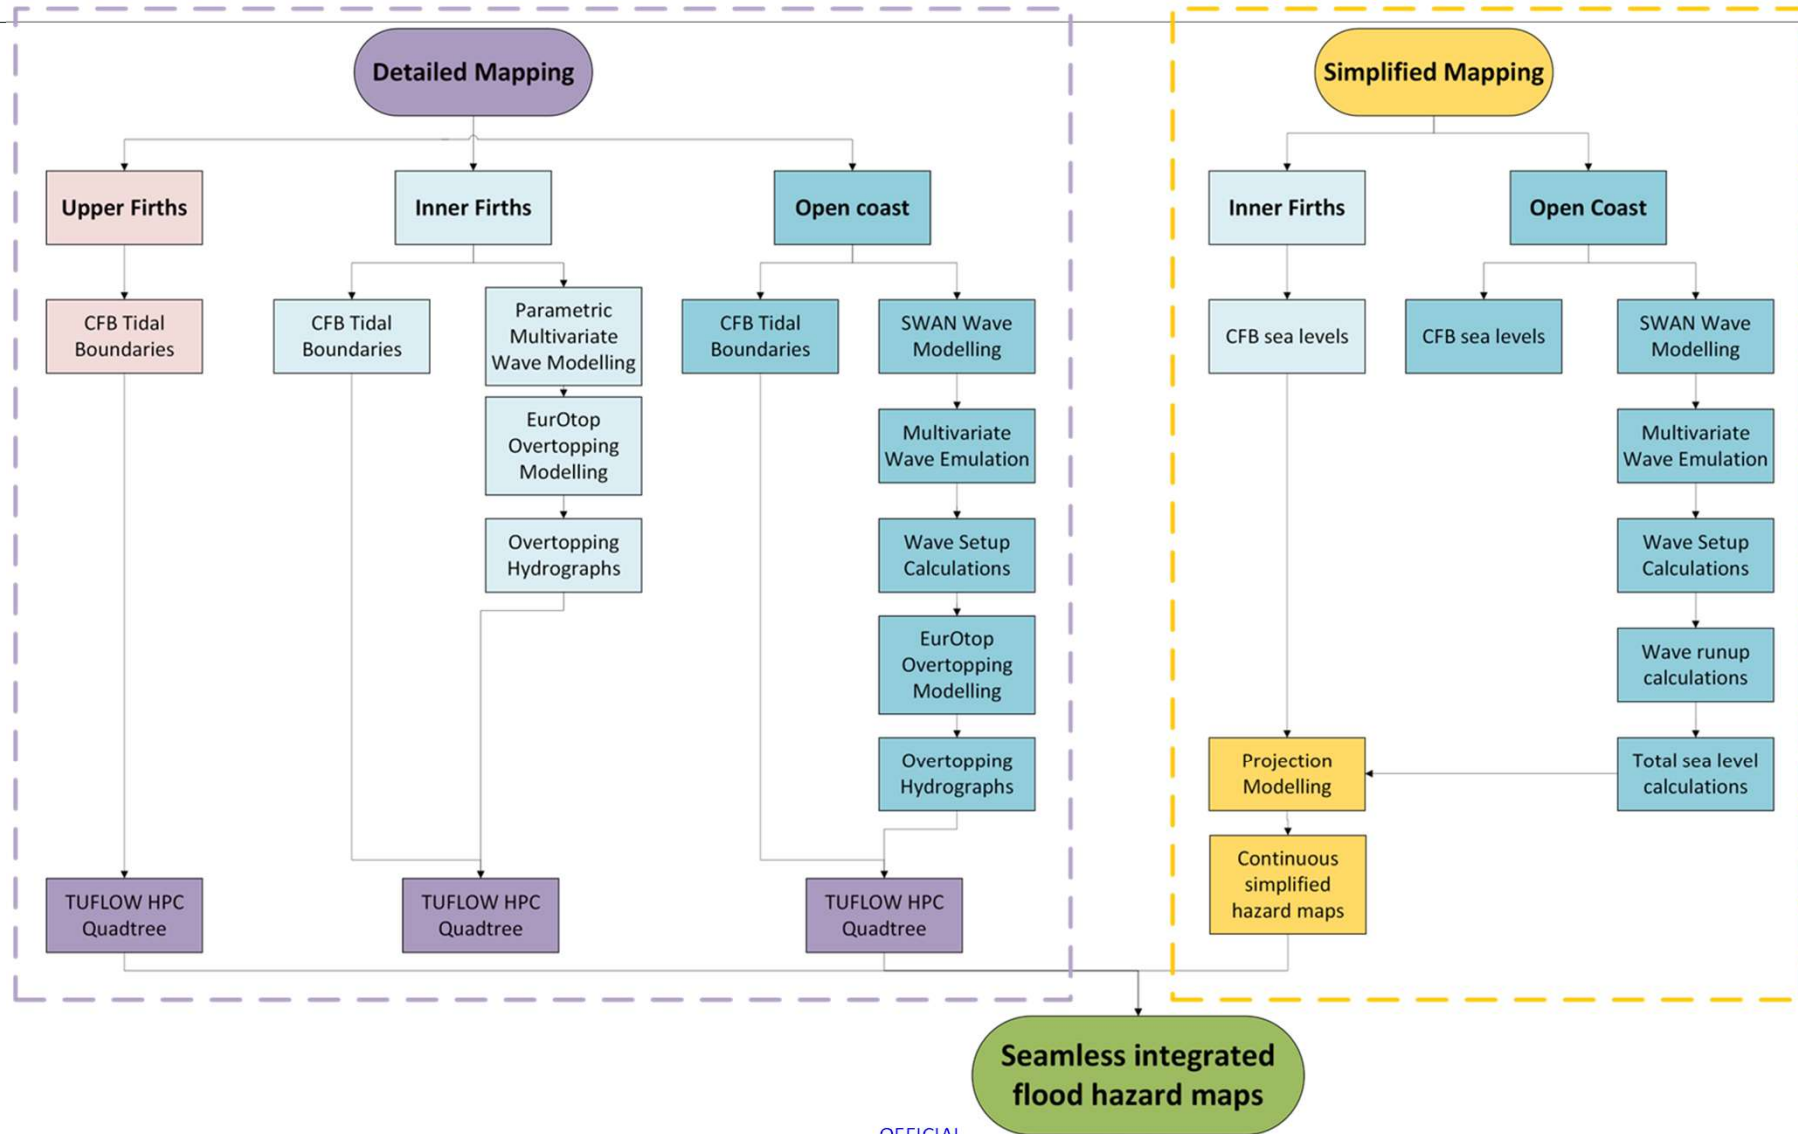 Detailed Mapping
Simplified Mapping
Upper Firths
Inner Firths
Open coast
Inner Firths
Open Coast
CFB Tidal
Boundaries
CFB Tidal
Boundaries
Parametric
Multivariate
Wave Modelling
CFB Tidal
Boundaries
SWAN Wave
Modelling
CFB sea levels
CFB sea levels
SWAN Wave
Modelling
EurOtop
Overtopping
Modelling
Multivariate
Wave Emulation
Multivariate
Wave Emulation
Overtopping
Hydrographs
Wave Setup
Calculations
Wave Setup
Calculations
EurOtop
Overtopping
Modelling
Wave runup
calculations
Overtopping
Hydrographs
Projection
Modelling
Total sea level
calculations
TUFLOW HPC
Quadtree
TUFLOW HPC
Quadtree
TUFLOW HPC
Quadtree
Continuous
simplified
hazard maps
Seamless integrated
flood hazard maps
OFFICIAL